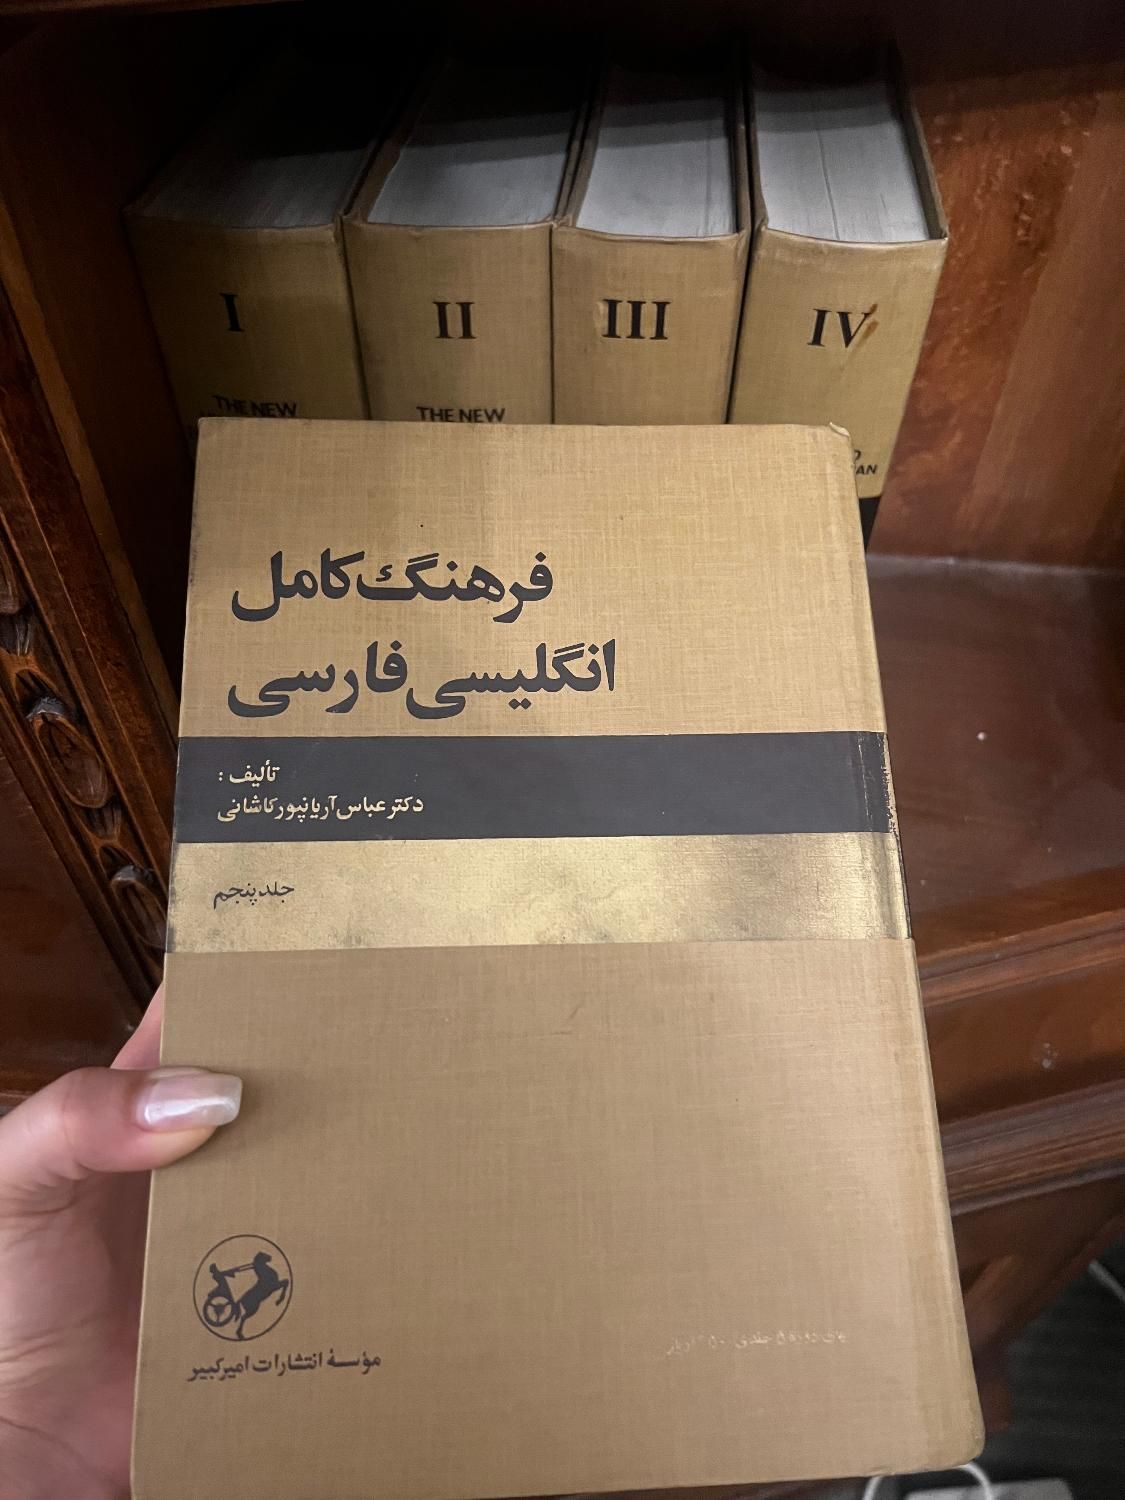 I
II
III
IV
THE NEW
THE NEW
فرهنگ کامل
انگلیسی فارسی
تألیف :
دکتر عباس آریانپور کاشانی
جلد پنجم
مؤسسهٔ انتشارات امیرکبیر